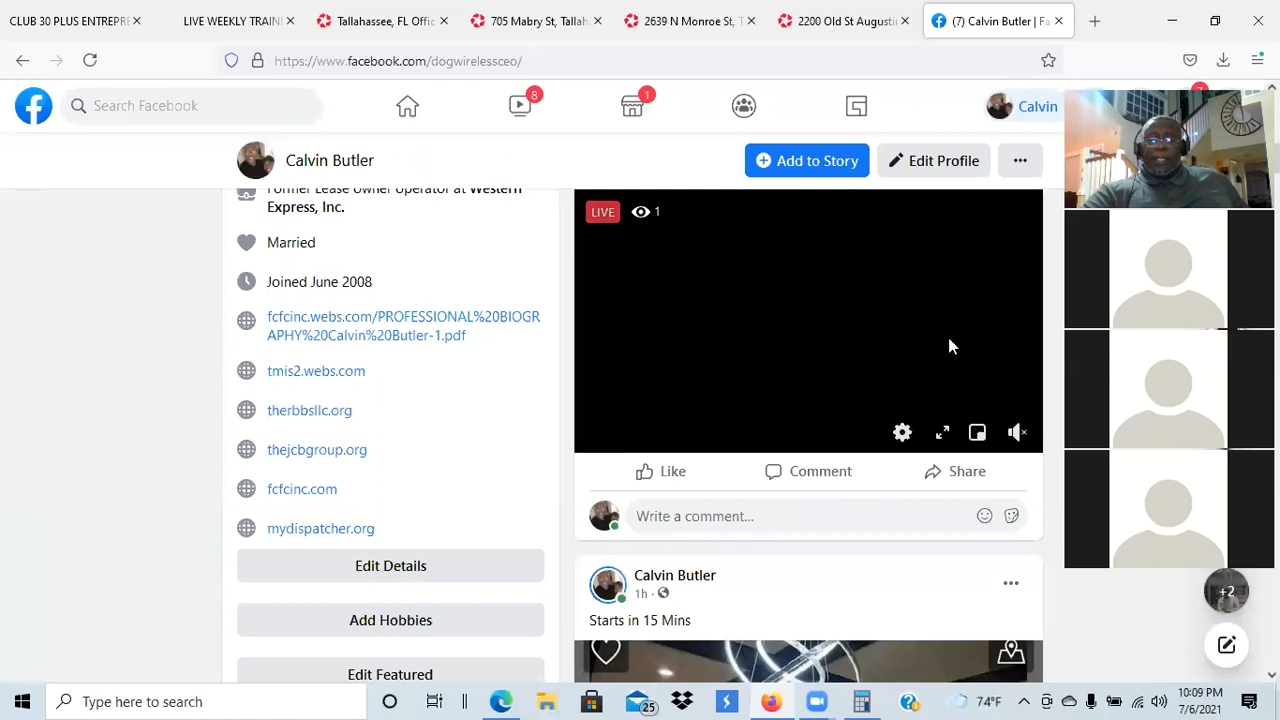 CLUB 30 PLUS ENTREPRE
LIVE WEEKLY TRAINI
Tallahassee, FL Offic
705 Mabry St, Tallah
2639 N Monroe St, T
2200 Old St Augustin
(7) Calvin Butler | Fa
https://www.facebook.com/dogwirelessceo/
Search Facebook
8
1
Calvin
Calvin Butler
Add to Story
Edit Profile
Former Lease owner operator at Western
Express, Inc.
Married
Joined June 2008
fcfcinc.webs.com/PROFESSIONAL%20BIOGR
APHY%20Calvin%20Butler-1.pdf
tmis2.webs.com
therbbsllc.org
thejcbgroup.org
fcfcinc.com
mydispatcher.org
Edit Details
Add Hobbies
Edit Featured
LIVE
1
Like
Comment
Share
Write a comment...
Calvin Butler
1h
Starts in 15 Mins
+2
Type here to search
25
74°F
10:09 PM
7/6/2021